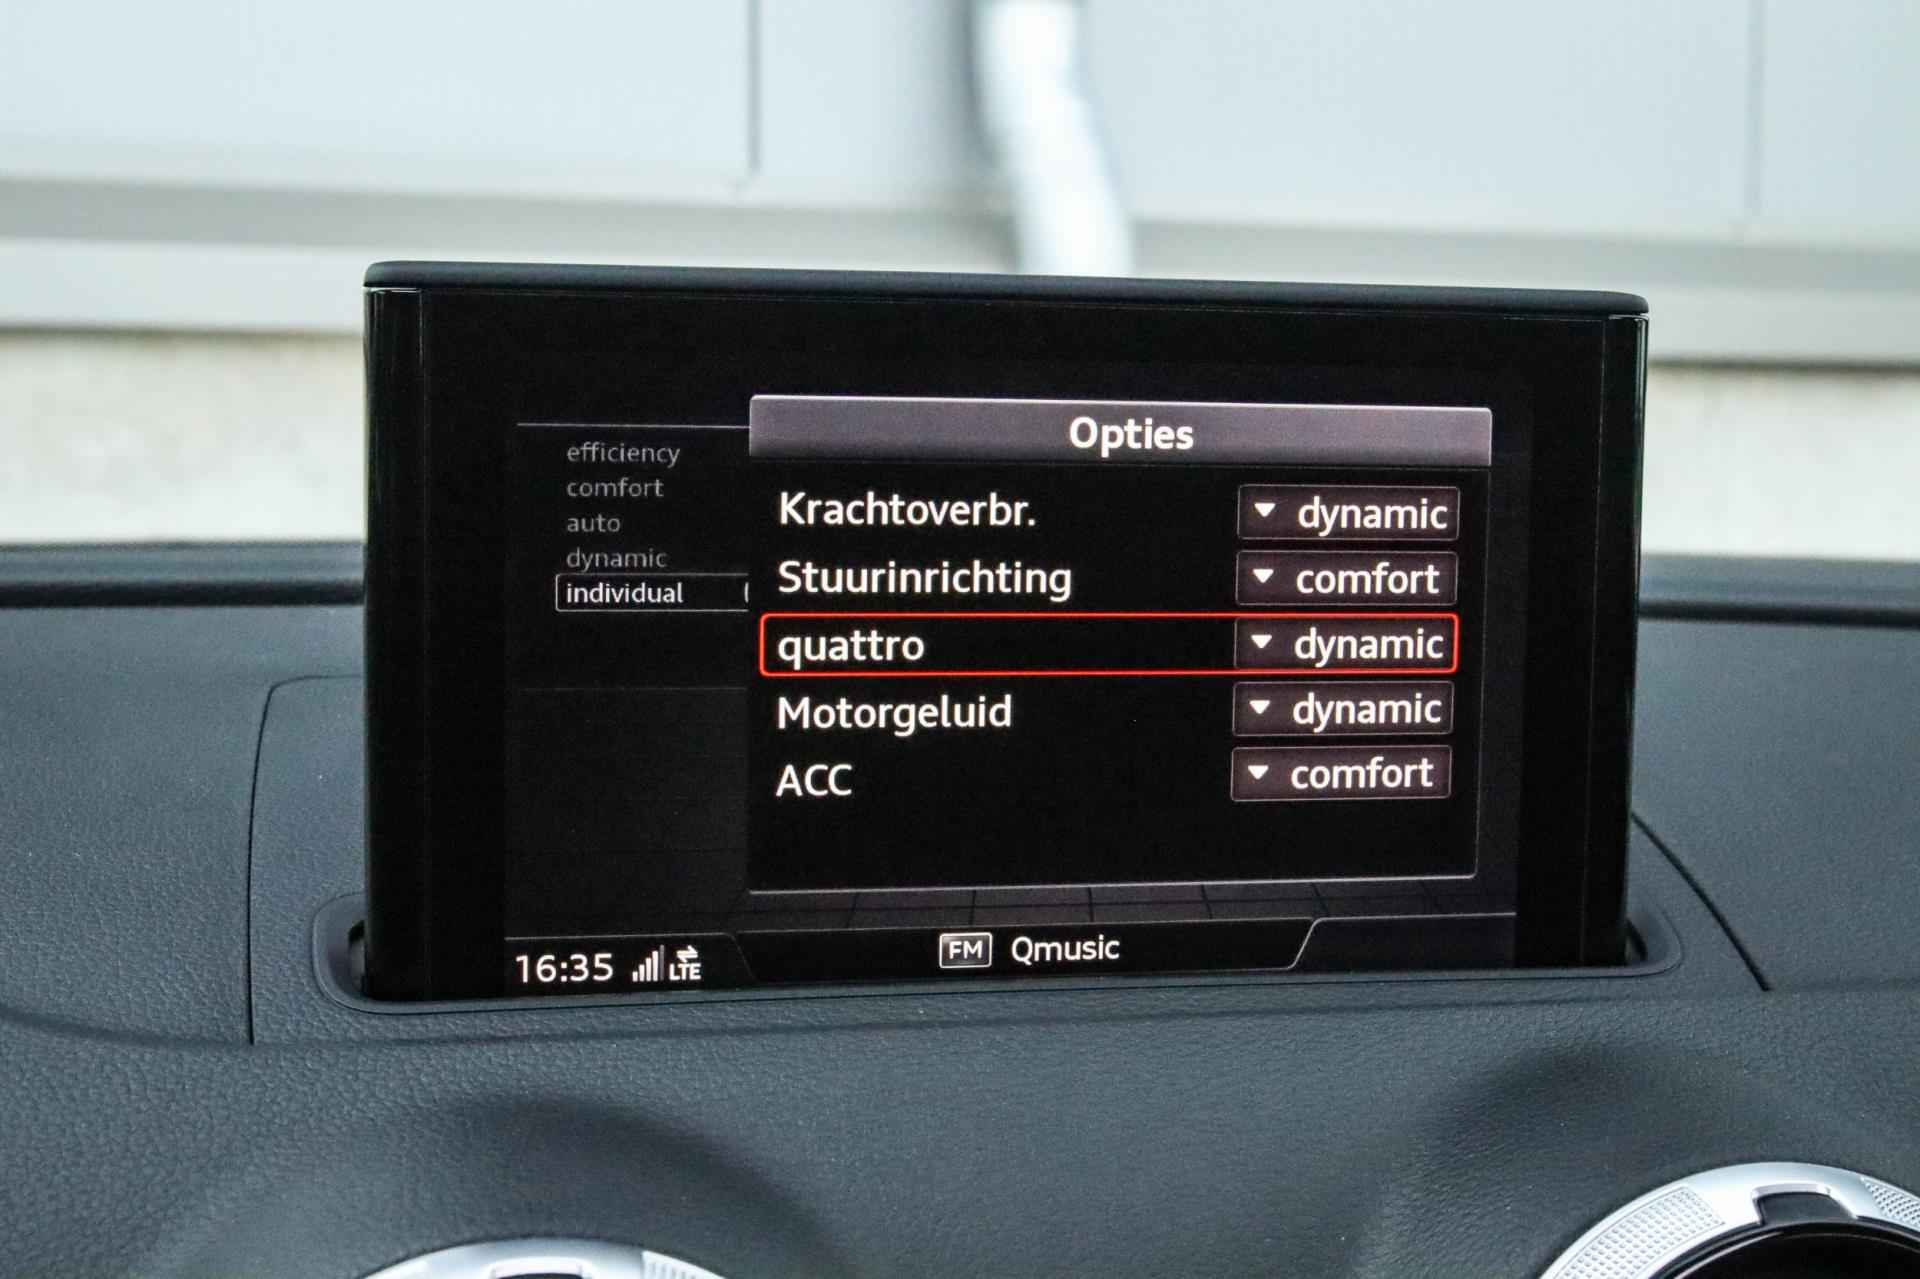 Opties
efficiency
comfort
auto
dynamic
individual
Krachtoverbr. dynamic
Stuurinrichting comfort
quattro dynamic
Motorgeluid dynamic
ACC comfort
16:35 LTE FM Qmusic